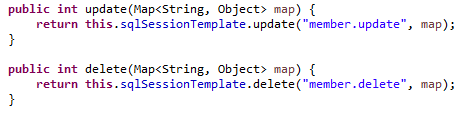 public int update(Map<String, Object> map) {
    return this.sqlSessionTemplate.update("member.update", map);
}
public int delete(Map<String, Object> map) {
    return this.sqlSessionTemplate.delete("member.delete", map);
}